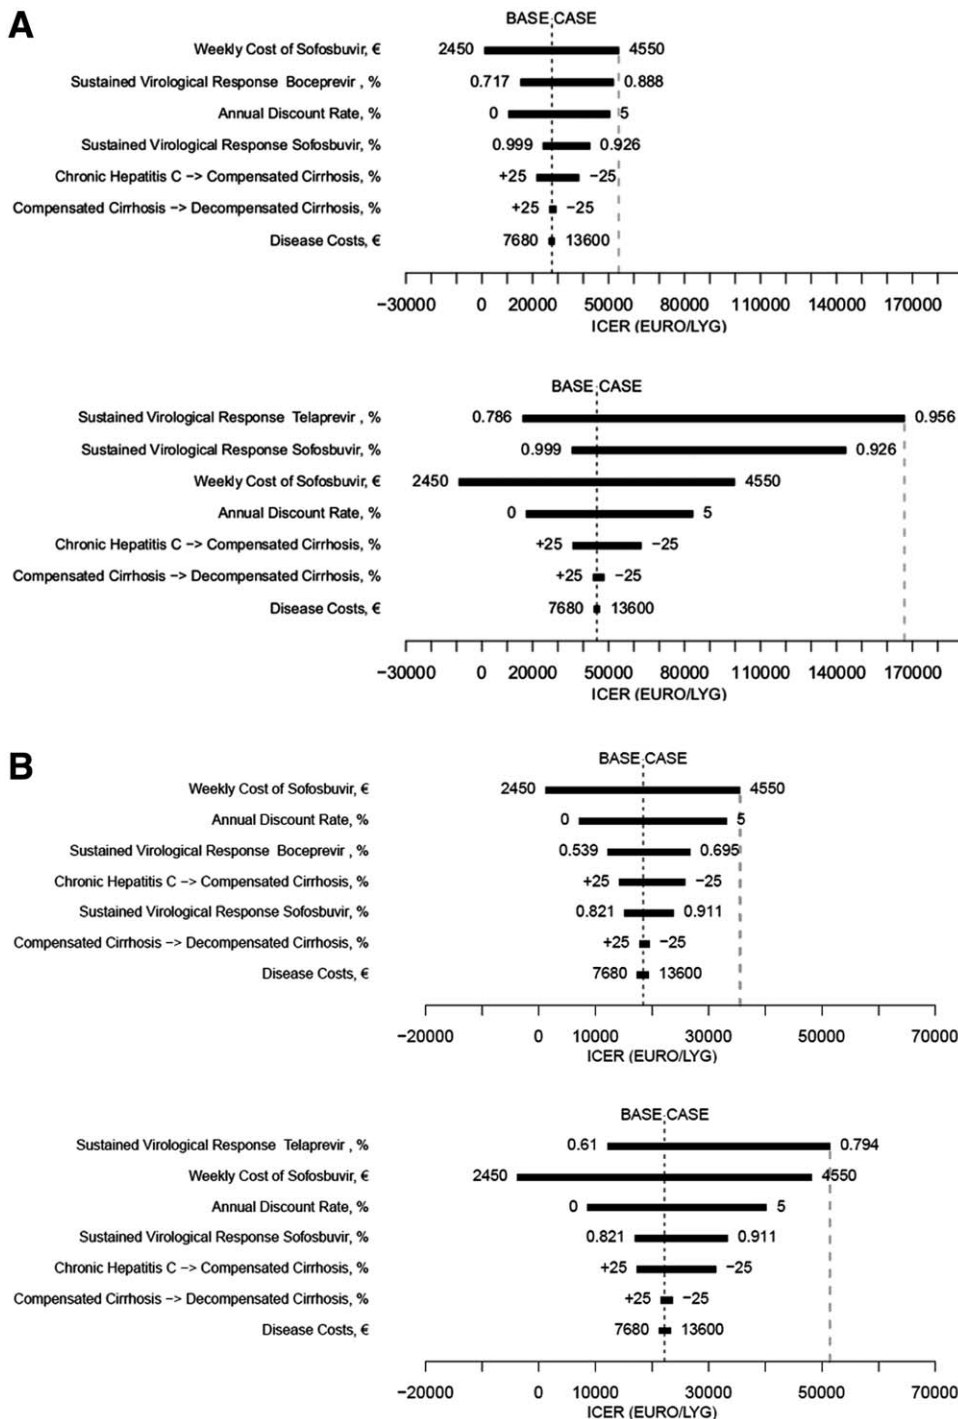 A
BASE CASE
Weekly Cost of Sofosbuvir, € 2450 4550
Sustained Virological Response Boceprevir , % 0.717 0.888
Annual Discount Rate, % 0 5
Sustained Virological Response Sofosbuvir, % 0.999 0.926
Chronic Hepatitis C −> Compensated Cirrhosis, % +25 −25
Compensated Cirrhosis −> Decompensated Cirrhosis, % +25 −25
Disease Costs, € 7680 13600
−30000 0 20000 50000 80000 110000 140000 170000
ICER (EURO/LYG)
BASE CASE
Sustained Virological Response Telaprevir , % 0.786 0.956
Sustained Virological Response Sofosbuvir, % 0.999 0.926
Weekly Cost of Sofosbuvir, € 2450 4550
Annual Discount Rate, % 0 5
Chronic Hepatitis C −> Compensated Cirrhosis, % +25 −25
Compensated Cirrhosis −> Decompensated Cirrhosis, % +25 −25
Disease Costs, € 7680 13600
−30000 0 20000 50000 80000 110000 140000 170000
ICER (EURO/LYG)
B
BASE CASE
Weekly Cost of Sofosbuvir, € 2450 4550
Annual Discount Rate, % 0 5
Sustained Virological Response Boceprevir , % 0.539 0.695
Chronic Hepatitis C −> Compensated Cirrhosis, % +25 −25
Sustained Virological Response Sofosbuvir, % 0.821 0.911
Compensated Cirrhosis −> Decompensated Cirrhosis, % +25 −25
Disease Costs, € 7680 13600
−20000 0 10000 30000 50000 70000
ICER (EURO/LYG)
BASE CASE
Sustained Virological Response Telaprevir , % 0.61 0.794
Weekly Cost of Sofosbuvir, € 2450 4550
Annual Discount Rate, % 0 5
Sustained Virological Response Sofosbuvir, % 0.821 0.911
Chronic Hepatitis C −> Compensated Cirrhosis, % +25 −25
Compensated Cirrhosis −> Decompensated Cirrhosis, % +25 −25
Disease Costs, € 7680 13600
−20000 0 10000 30000 50000 70000
ICER (EURO/LYG)